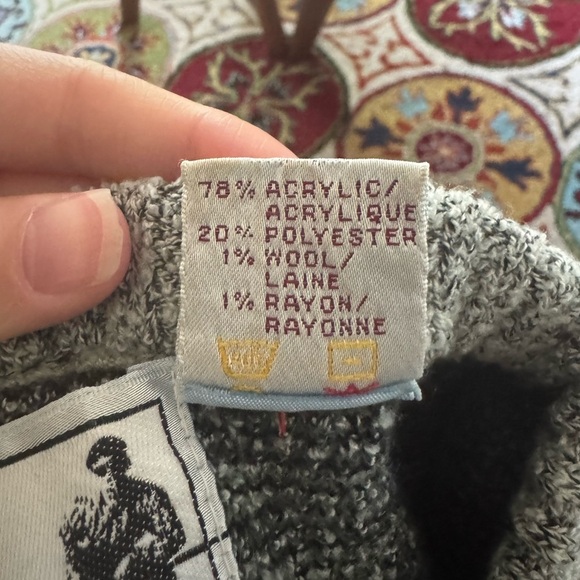 78% ACRYLIC/
ACRYLIQUE
20% POLYESTER
1% WOOL/
LAINE
1% RAYON/
RAYONNE